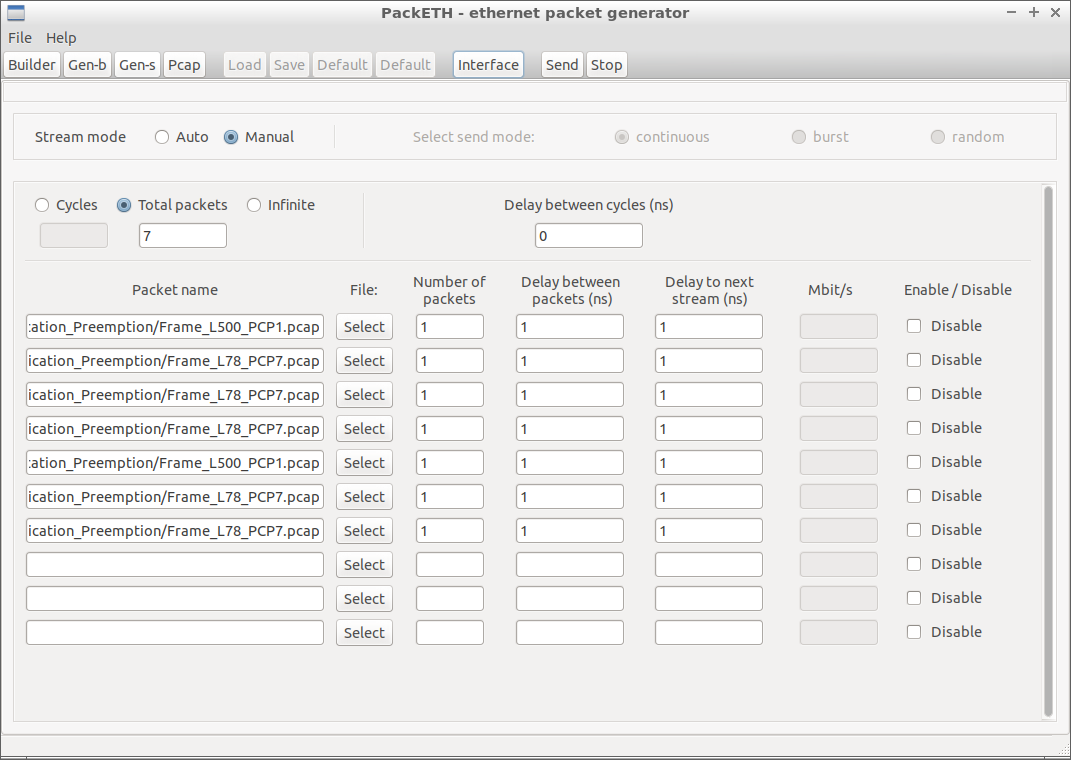 PackETH - ethernet packet generator
File Help
Builder Gen-b Gen-s Pcap Load Save Default Default Interface Send Stop
Stream mode Auto Manual Select send mode: continuous burst random
Cycles Total packets Infinite Delay between cycles (ns)
7 0
Packet name File: Number of packets Delay between packets (ns) Delay to next stream (ns) Mbit/s Enable / Disable
cation_Preemption/Frame_L500_PCP1.pcap Select 1 1 1 Disable
ication_Preemption/Frame_L78_PCP7.pcap Select 1 1 1 Disable
ication_Preemption/Frame_L78_PCP7.pcap Select 1 1 1 Disable
ication_Preemption/Frame_L78_PCP7.pcap Select 1 1 1 Disable
cation_Preemption/Frame_L500_PCP1.pcap Select 1 1 1 Disable
ication_Preemption/Frame_L78_PCP7.pcap Select 1 1 1 Disable
ication_Preemption/Frame_L78_PCP7.pcap Select 1 1 1 Disable
Select Disable
Select Disable
Select Disable